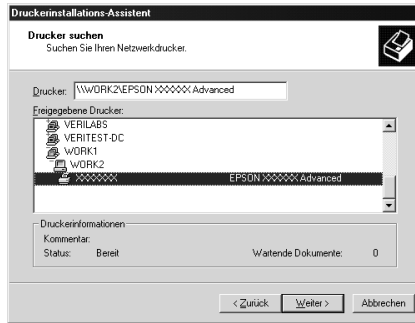 Druckerinstallations-Assistent
Drucker suchen
Suchen Sie Ihren Netzwerkdrucker.
Drucker: \\WORK2\EPSON XXXXXX Advanced
Freigegebene Drucker:
VERILABS
VERITEST-DC
WORK1
WORK2
XXXXXX EPSON XXXXXX Advanced
Druckerinformationen
Kommentar:
Status: Bereit Wartende Dokumente: 0
< Zurück Weiter > Abbrechen